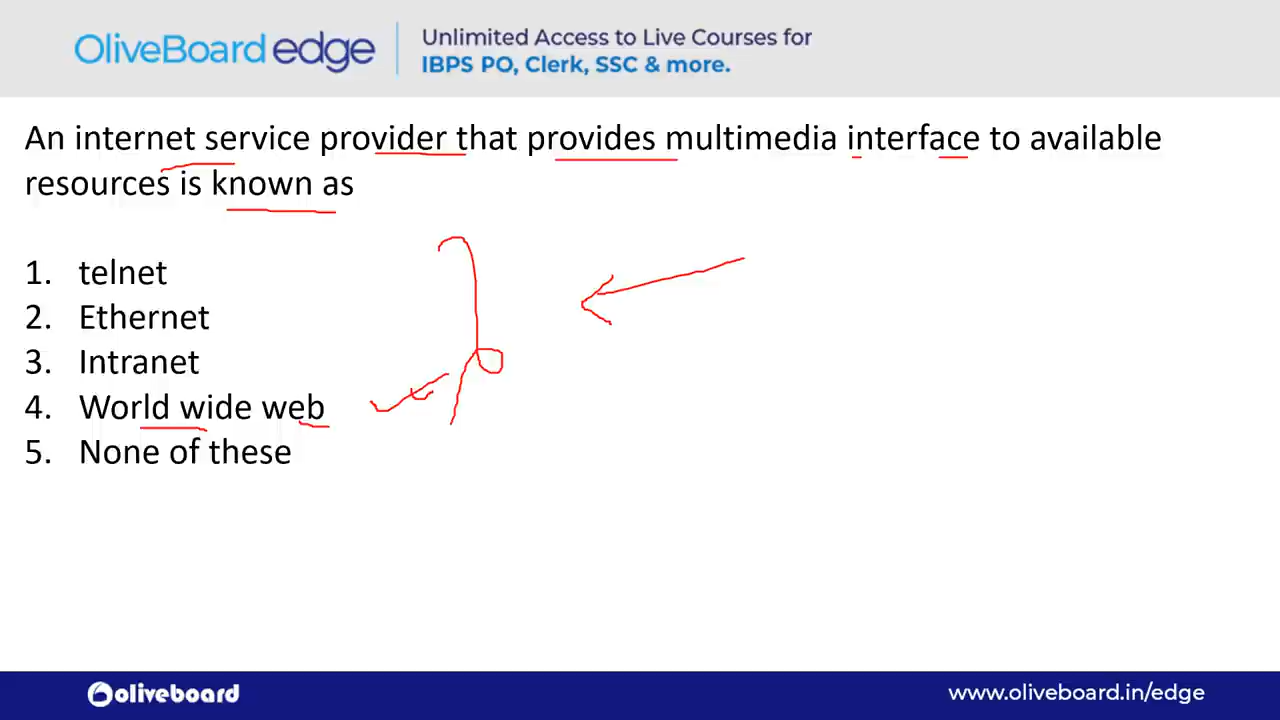 OliveBoard edge
Unlimited Access to Live Courses for
IBPS PO, Clerk, SSC & more.
An internet service provider that provides multimedia interface to available
resources is known as
1. telnet
2. Ethernet
3. Intranet
4. World wide web
5. None of these
oliveboard
www.oliveboard.in/edge